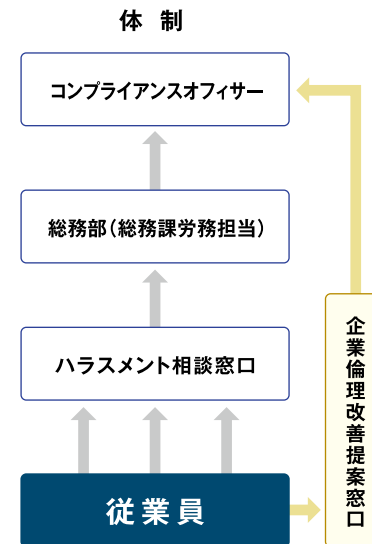 体 制
コンプライアンスオフィサー
総務部（総務課労務担当）
ハラスメント相談窓口
従業員
企業倫理改善提案窓口